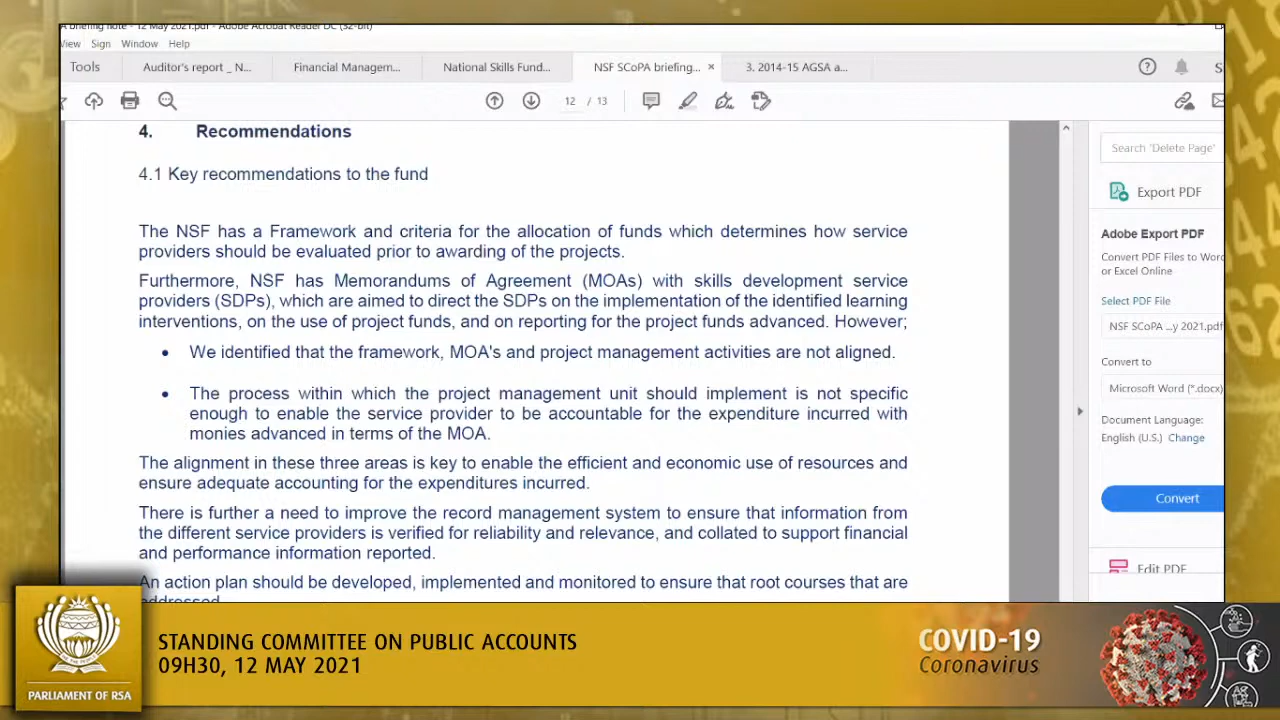 A briefing note - 12 May 2021.pdf - Adobe Acrobat Reader DC (32-bit)
View Sign Window Help
Tools Auditor's report _ N... Financial Managem... National Skills Fund... NSF SCoPA briefing... × 3. 2014-15 AGSA a...
12 / 13
4. Recommendations
4.1 Key recommendations to the fund
The NSF has a Framework and criteria for the allocation of funds which determines how service
providers should be evaluated prior to awarding of the projects.
Furthermore, NSF has Memorandums of Agreement (MOAs) with skills development service
providers (SDPs), which are aimed to direct the SDPs on the implementation of the identified learning
interventions, on the use of project funds, and on reporting for the project funds advanced. However;
• We identified that the framework, MOA's and project management activities are not aligned.
• The process within which the project management unit should implement is not specific
enough to enable the service provider to be accountable for the expenditure incurred with
monies advanced in terms of the MOA.
The alignment in these three areas is key to enable the efficient and economic use of resources and
ensure adequate accounting for the expenditures incurred.
There is further a need to improve the record management system to ensure that information from
the different service providers is verified for reliability and relevance, and collated to support financial
and performance information reported.
An action plan should be developed, implemented and monitored to ensure that root courses that are
addressed
Search 'Delete Page'
Export PDF
Adobe Export PDF
Convert PDF Files to Word
or Excel Online
Select PDF File
NSF SCoPA ...y 2021.pdf
Convert to
Microsoft Word (*.docx)
Document Language:
English (U.S.) Change
Convert
Edit PDF
PARLIAMENT OF RSA
STANDING COMMITTEE ON PUBLIC ACCOUNTS
09H30, 12 MAY 2021
COVID-19
Coronavirus